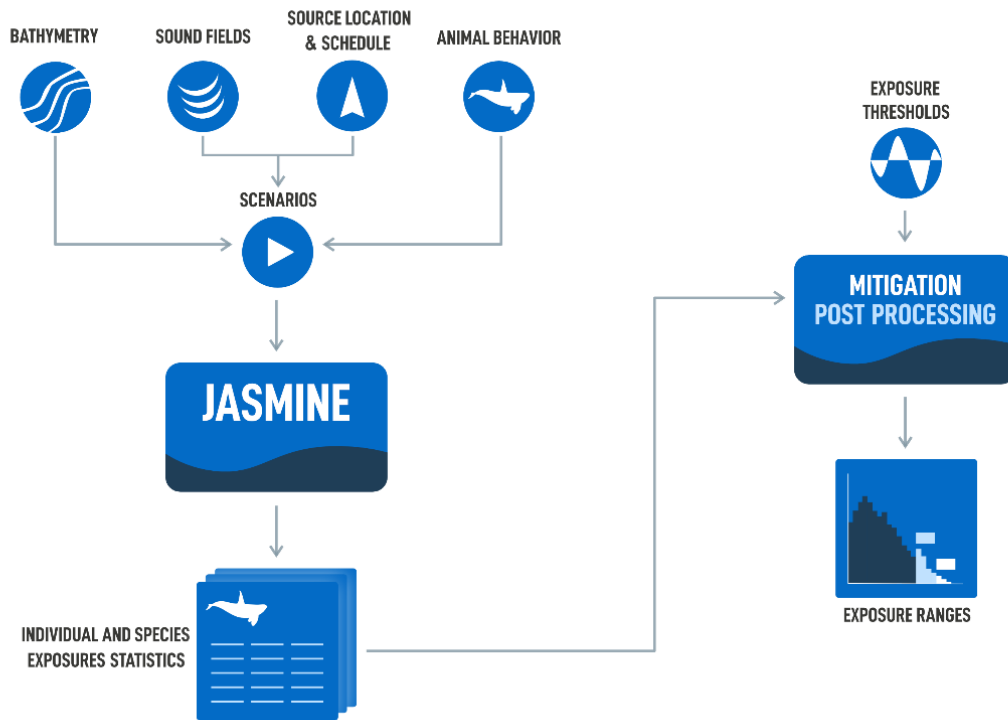 BATHYMETRY
SOUND FIELDS
SOURCE LOCATION
& SCHEDULE
ANIMAL BEHAVIOR
SCENARIOS
JASMINE
INDIVIDUAL AND SPECIES
EXPOSURES STATISTICS
EXPOSURE
THRESHOLDS
MITIGATION
POST PROCESSING
EXPOSURE RANGES